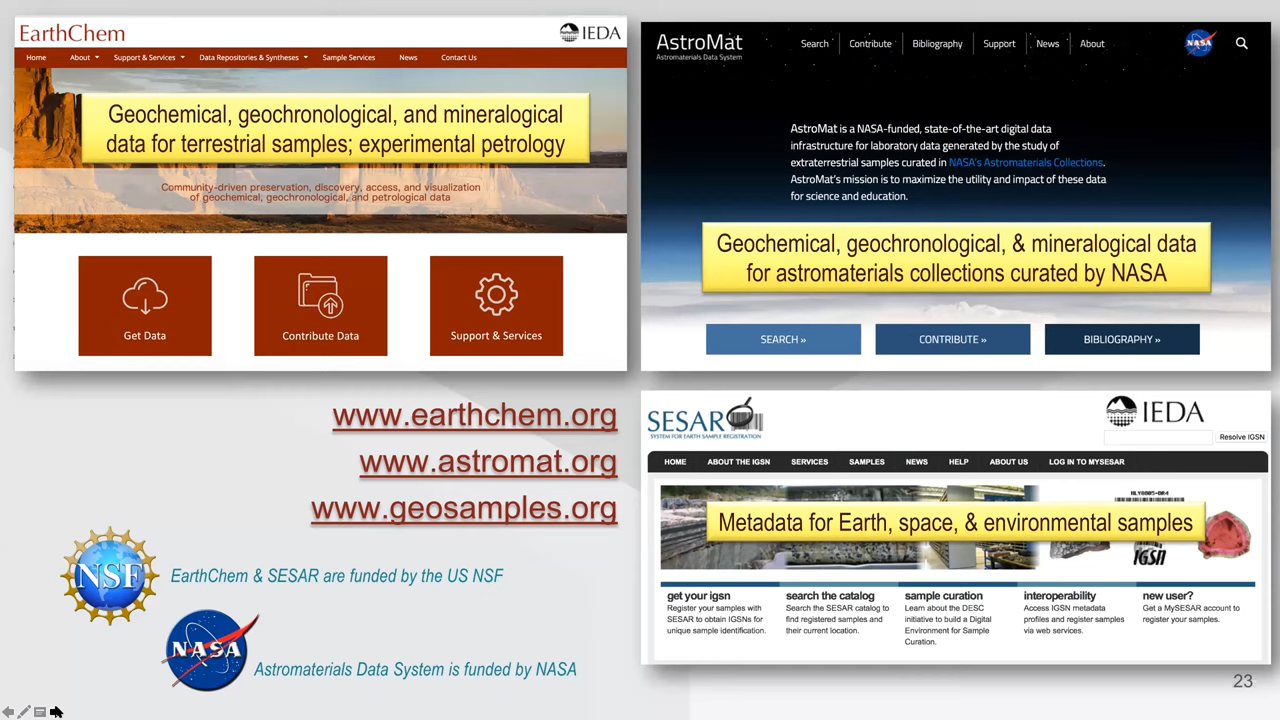 EarthChem
IEDA
Home
About
Support & Services
Data Repositories & Syntheses
Sample Services
News
Contact Us
Geochemical, geochronological, and mineralogical
data for terrestrial samples; experimental petrology
Community-driven preservation, discovery, access, and visualization
of geochemical, geochronological, and petrological data
Get Data
Contribute Data
Support & Services
AstroMat
Astromaterials Data System
Search
Contribute
Bibliography
Support
News
About
NASA
AstroMat is a NASA-funded, state-of-the-art digital data
infrastructure for laboratory data generated by the study of
extraterrestrial samples curated in NASA's Astromaterials Collections.
AstroMat's mission is to maximize the utility and impact of these data
for science and education.
Geochemical, geochronological, & mineralogical data
for astromaterials collections curated by NASA
SEARCH »
CONTRIBUTE »
BIBLIOGRAPHY »
www.earthchem.org
www.astromat.org
www.geosamples.org
NSF
EarthChem & SESAR are funded by the US NSF
NASA
Astromaterials Data System is funded by NASA
SESAR
SYSTEM FOR EARTH SAMPLE REGISTRATION
IEDA
Resolve IGSN
HOME
ABOUT THE IGSN
SERVICES
SAMPLES
NEWS
HELP
ABOUT US
LOG IN TO MYSESAR
HLY0805-DR4
Metadata for Earth, space, & environmental samples
IGSN
get your igsn
Register your samples with
SESAR to obtain IGSNs for
unique sample identification.
search the catalog
Search the SESAR catalog to
find registered samples and
their current location.
sample curation
Learn about the DESC
initiative to build a Digital
Environment for Sample
Curation.
interoperability
Access IGSN metadata
profiles and register samples
via web services.
new user?
Get a MySESAR account to
register your samples.
23